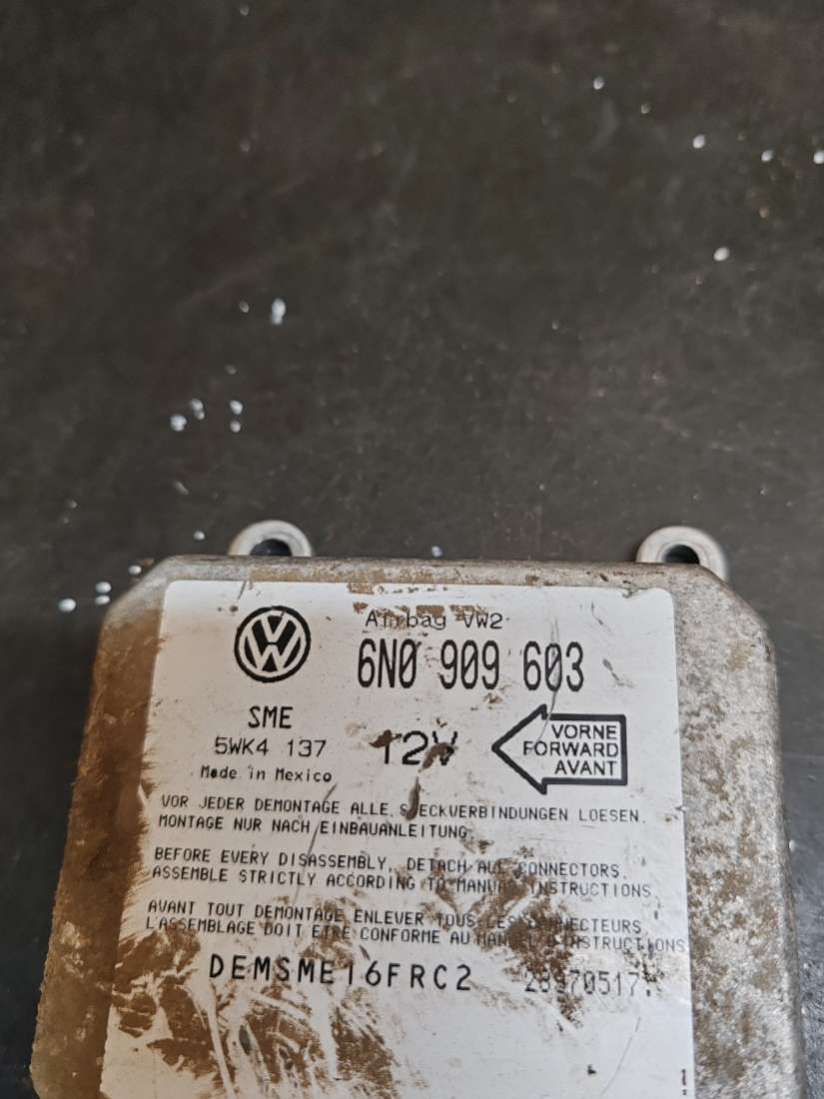 Airbag VW2
6N0 909 603
SME
5WK4 137
Made in Mexico
12V
VORNE
FORWARD
AVANT
VOR JEDER DEMONTAGE ALLE STECKVERBINDUNGEN LOESEN.
MONTAGE NUR NACH EINBAUANLEITUNG.
BEFORE EVERY DISASSEMBLY, DETACH ALL CONNECTORS.
ASSEMBLE STRICTLY ACCORDING TO MANUAL INSTRUCTIONS.
AVANT TOUT DEMONTAGE ENLEVER TOUS LES CONNECTEURS
L'ASSEMBLAGE DOIT ETRE CONFORME AU MANUEL D'INSTRUCTIONS
DEMSME16FRC2